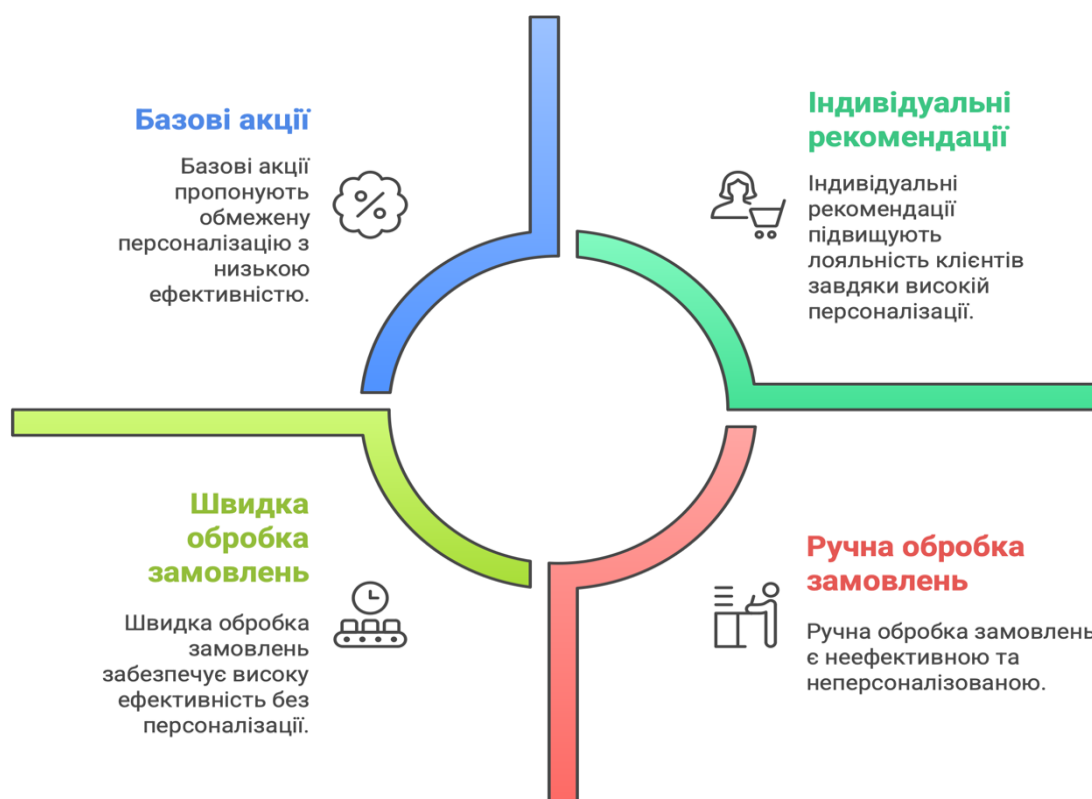 Базові акції
Базові акції
пропонують
обмежену
персоналізацію з
низькою
ефективністю.
Індивідуальні
рекомендації
Індивідуальні
рекомендації
підвищують
лояльність клієнтів
завдяки високій
персоналізації.
Швидка
обробка
замовлень
Швидка обробка
замовлень
забезпечує високу
ефективність без
персоналізації.
Ручна обробка
замовлень
Ручна обробка замовлень
є неефективною та
неперсоналізованою.